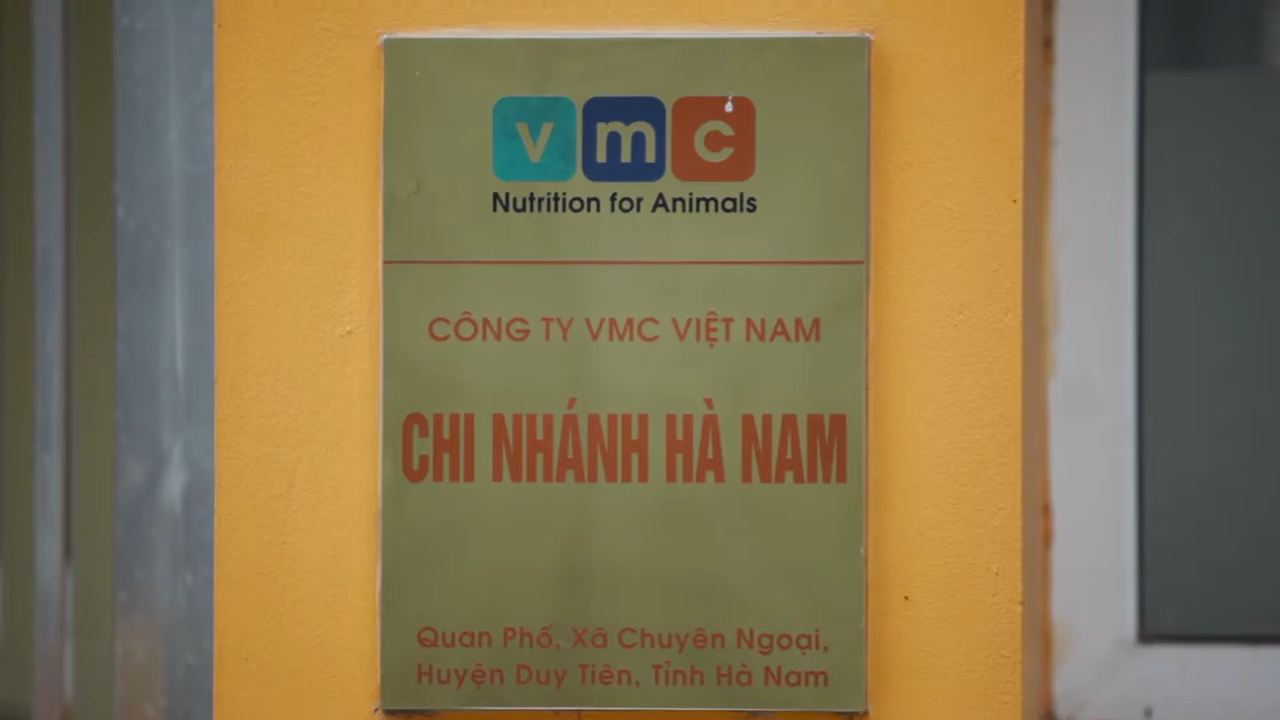 vmc
Nutrition for Animals
CÔNG TY VMC VIỆT NAM
CHI NHÁNH HÀ NAM
Quan Phố, Xã Chuyên Ngoại,
Huyện Duy Tiên, Tỉnh Hà Nam